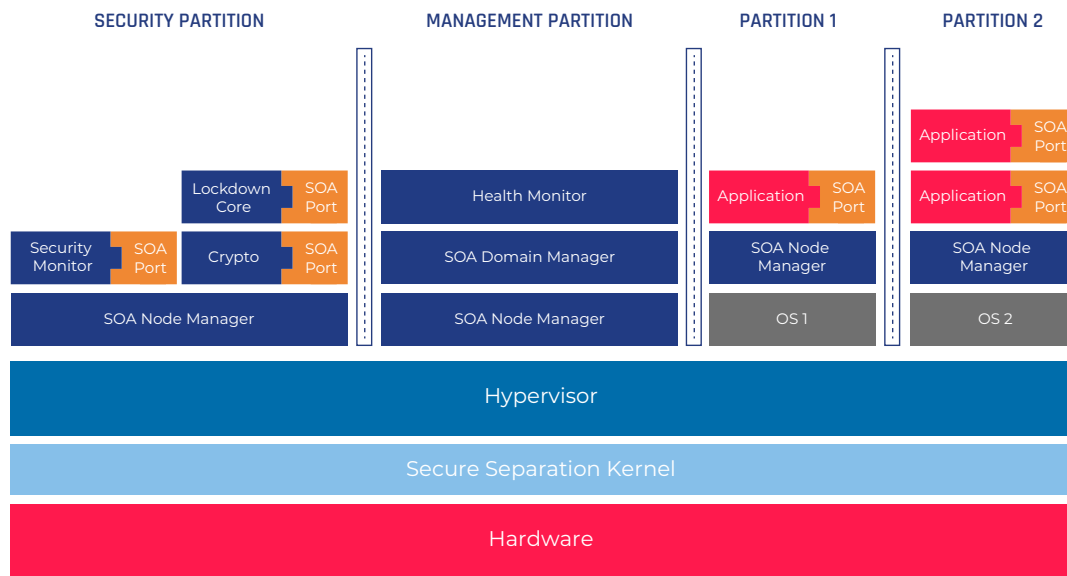 SECURITY PARTITION
MANAGEMENT PARTITION
PARTITION 1
PARTITION 2
Application
SOA
Port
Lockdown
Core
SOA
Port
Health Monitor
Application
SOA
Port
Application
SOA
Port
Security
Monitor
SOA
Port
Crypto
SOA
Port
SOA Domain Manager
SOA Node
Manager
SOA Node
Manager
SOA Node Manager
SOA Node Manager
OS 1
OS 2
Hypervisor
Secure Separation Kernel
Hardware